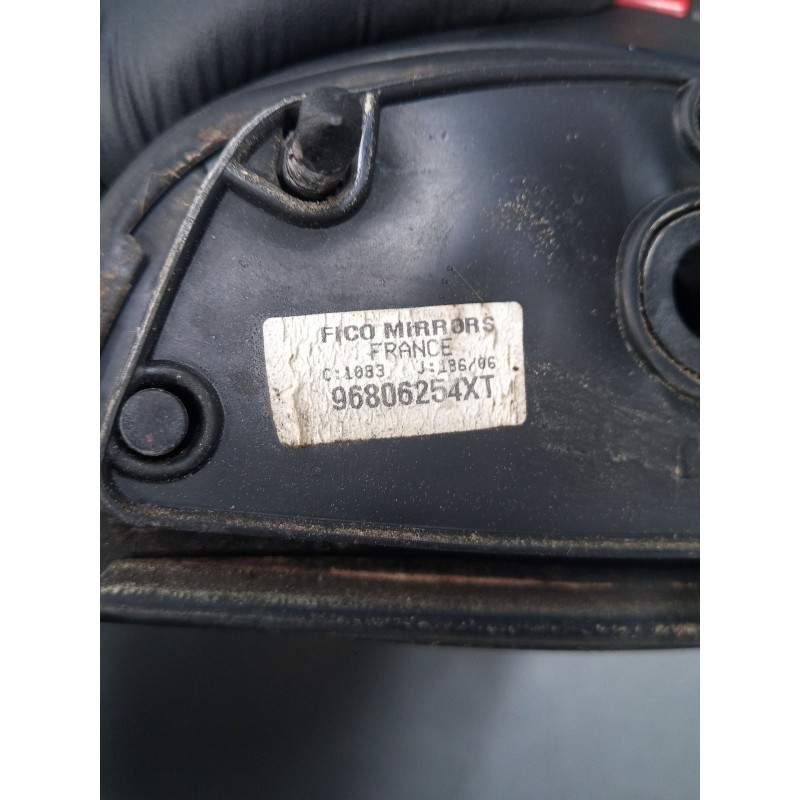 FICO MIRRORS
FRANCE
C:1083 J:186/06
96806254XT